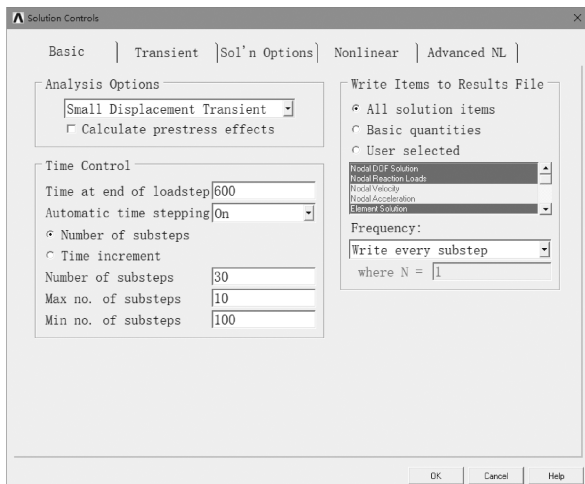 Solution Controls
Basic Transient Sol'n Options Nonlinear Advanced NL
Analysis Options
Small Displacement Transient
Calculate prestress effects
Time Control
Time at end of loadstep 600
Automatic time stepping On
Number of substeps
Time increment
Number of substeps 30
Max no. of substeps 10
Min no. of substeps 100
Write Items to Results File
All solution items
Basic quantities
User selected
Nodal DOF Solution
Nodal Reaction Loads
Nodal Velocity
Nodal Acceleration
Element Solution
Frequency:
Write every substep
where N = 1
OK Cancel Help